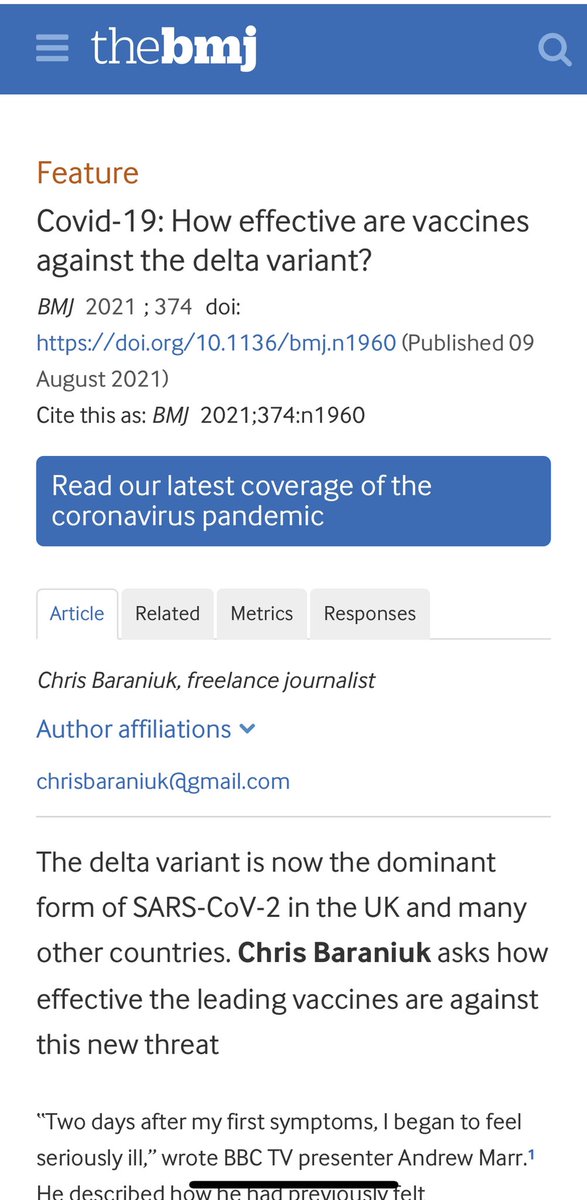 thebmj
Feature
Covid-19: How effective are vaccines
against the delta variant?
BMJ 2021 ; 374 doi:
https://doi.org/10.1136/bmj.n1960 (Published 09
August 2021)
Cite this as: BMJ 2021;374:n1960
Read our latest coverage of the
coronavirus pandemic
Article Related Metrics Responses
Chris Baraniuk, freelance journalist
Author affiliations
chrisbaraniuk@gmail.com
The delta variant is now the dominant
form of SARS-CoV-2 in the UK and many
other countries. Chris Baraniuk asks how
effective the leading vaccines are against
this new threat
“Two days after my first symptoms, I began to feel
seriously ill,” wrote BBC TV presenter Andrew Marr.1
He described how he had previously felt